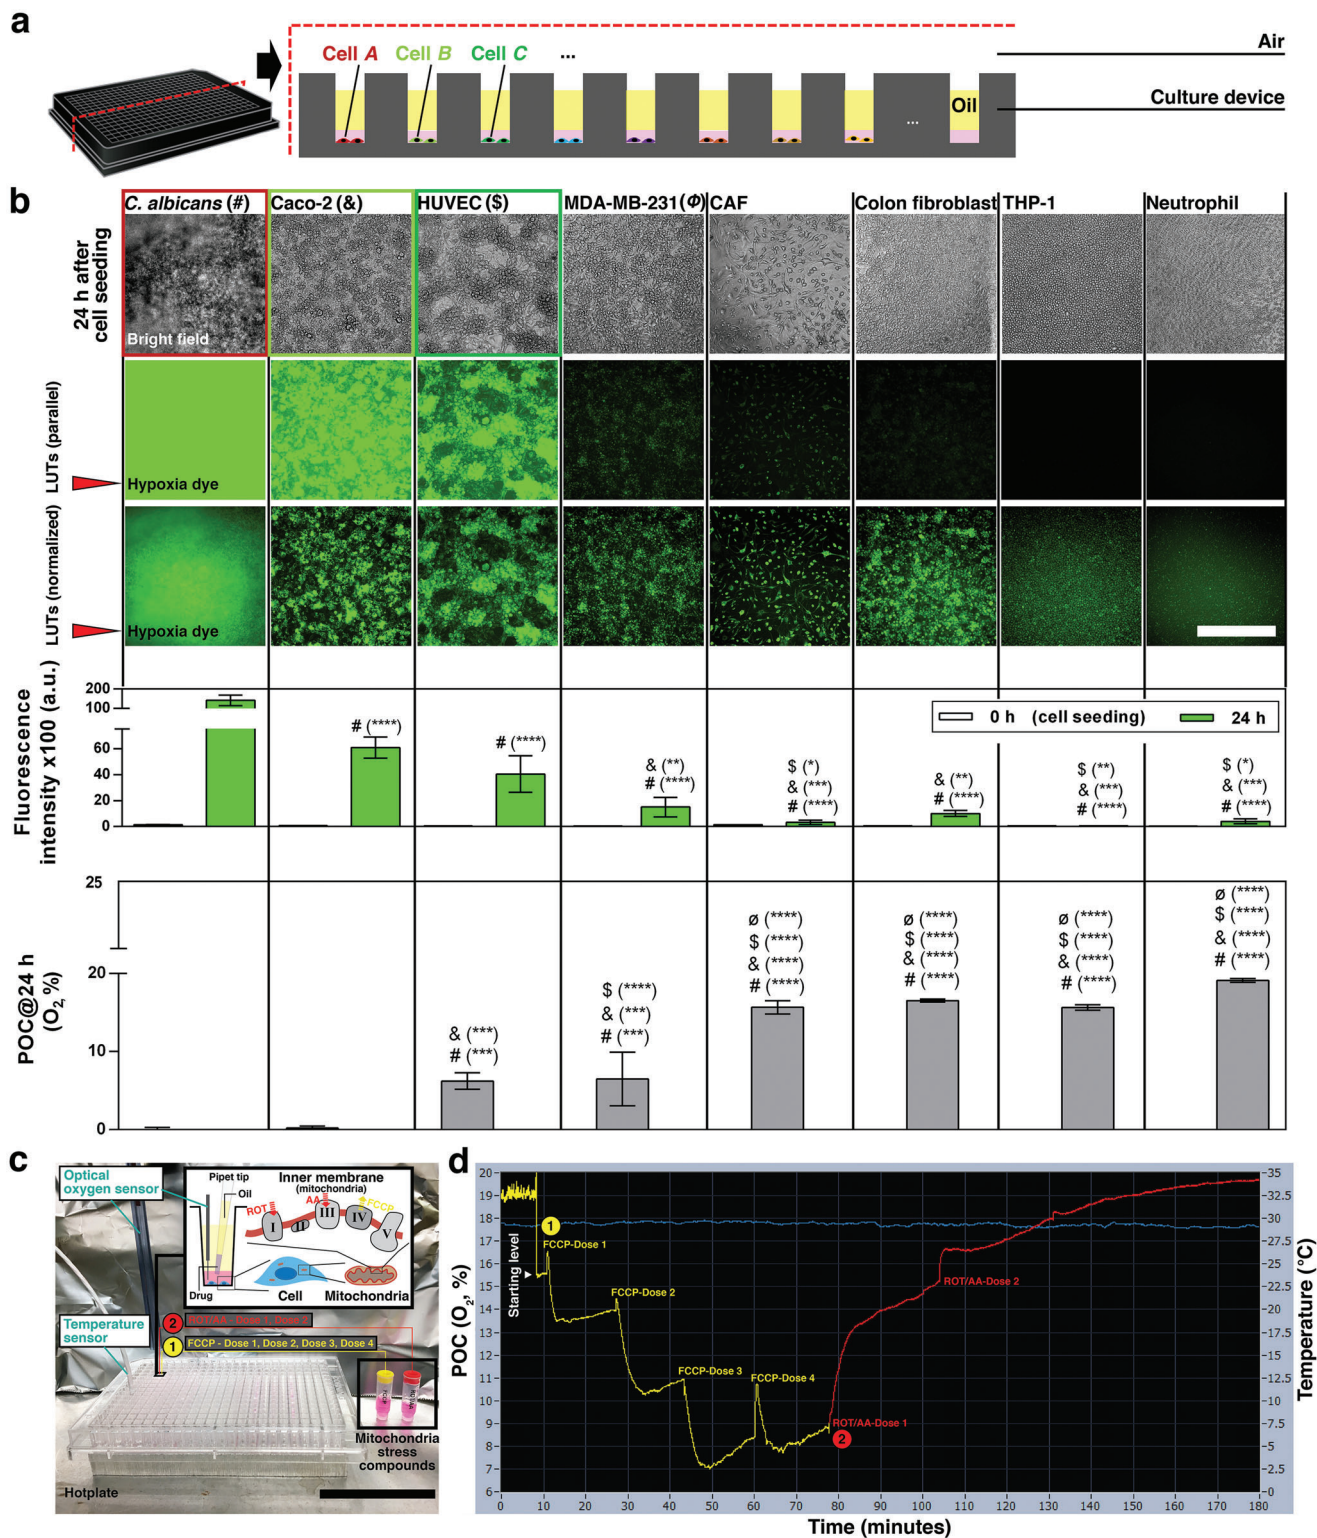 a
Cell A
Cell B
Cell C
...
Air
Culture device
Oil
...
b
C. albicans (#)
Caco-2 (&)
HUVEC ($)
MDA-MB-231(Φ)
CAF
Colon fibroblast
THP-1
Neutrophil
24 h after
cell seeding
Bright field
LUTs (parallel)
Hypoxia dye
LUTs (normalized)
Hypoxia dye
Fluorescence
intensity x100 (a.u.)
200
100
60
40
20
0
0 h (cell seeding)
24 h
# (****)
# (****)
& (**)
# (****)
$ (*)
& (***)
# (****)
& (**)
# (****)
$ (**)
& (***)
# (****)
$ (*)
& (***)
# (****)
POC@24 h
(O2, %)
25
20
10
0
& (***)
# (***)
$ (****)
& (***)
# (***)
ø (****)
$ (****)
& (****)
# (****)
ø (****)
$ (****)
& (****)
# (****)
ø (****)
$ (****)
& (****)
# (****)
ø (****)
$ (****)
& (****)
# (****)
c
Optical
oxygen sensor
Pipet tip
Oil
Drug
Inner membrane
(mitochondria)
ROT
AA
FCCP
I
II
III
IV
V
Cell
Mitochondria
Temperature
sensor
2
ROT/AA - Dose 1, Dose 2
1
FCCP - Dose 1, Dose 2, Dose 3, Dose 4
FCCP
ROT/AA
Mitochondria
stress
compounds
Hotplate
d
POC (O2, %)
20
19
18
17
16
15
14
13
12
11
10
9
8
7
6
Starting level
1
FCCP-Dose 1
FCCP-Dose 2
FCCP-Dose 3
FCCP-Dose 4
ROT/AA-Dose 1
2
ROT/AA-Dose 2
35
32.5
30
27.5
25
22.5
20
17.5
15
12.5
10
7.5
5
2.5
0
Temperature (°C)
0
10
20
30
40
50
60
70
80
90
100
110
120
130
140
150
160
170
180
Time (minutes)